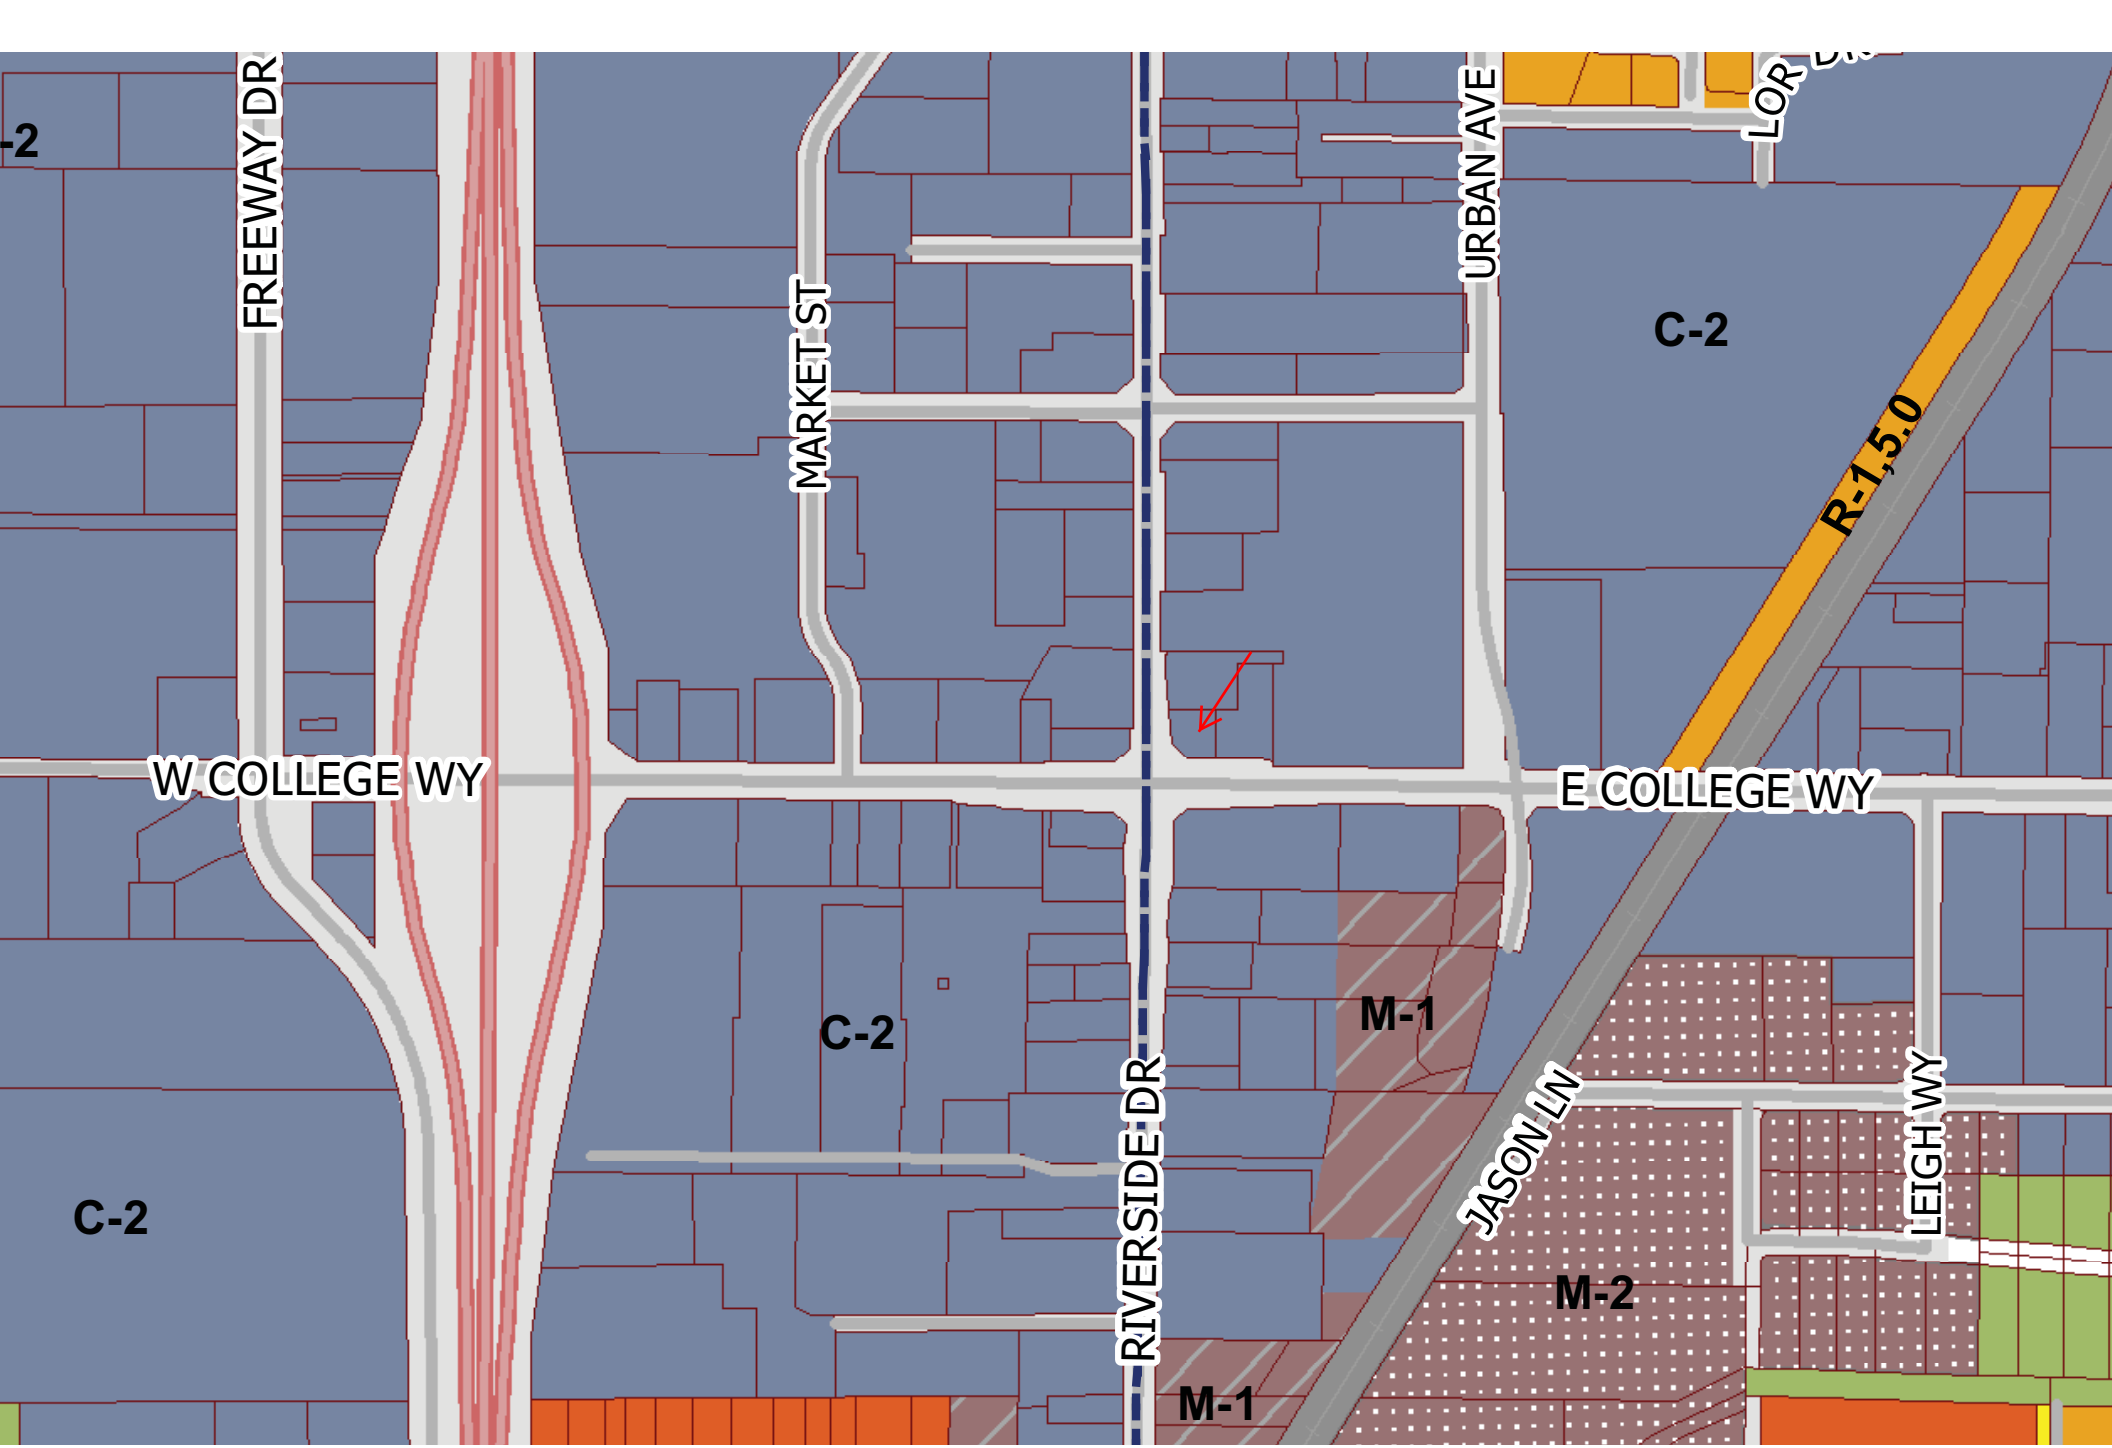 FREEWAY DR
-2
MARKET ST
URBAN AVE
LOR DR
C-2
R-1,5.0
W COLLEGE WY
E COLLEGE WY
M-1
C-2
JASON LN
LEIGH WY
RIVERSIDE DR
C-2
M-2
M-1